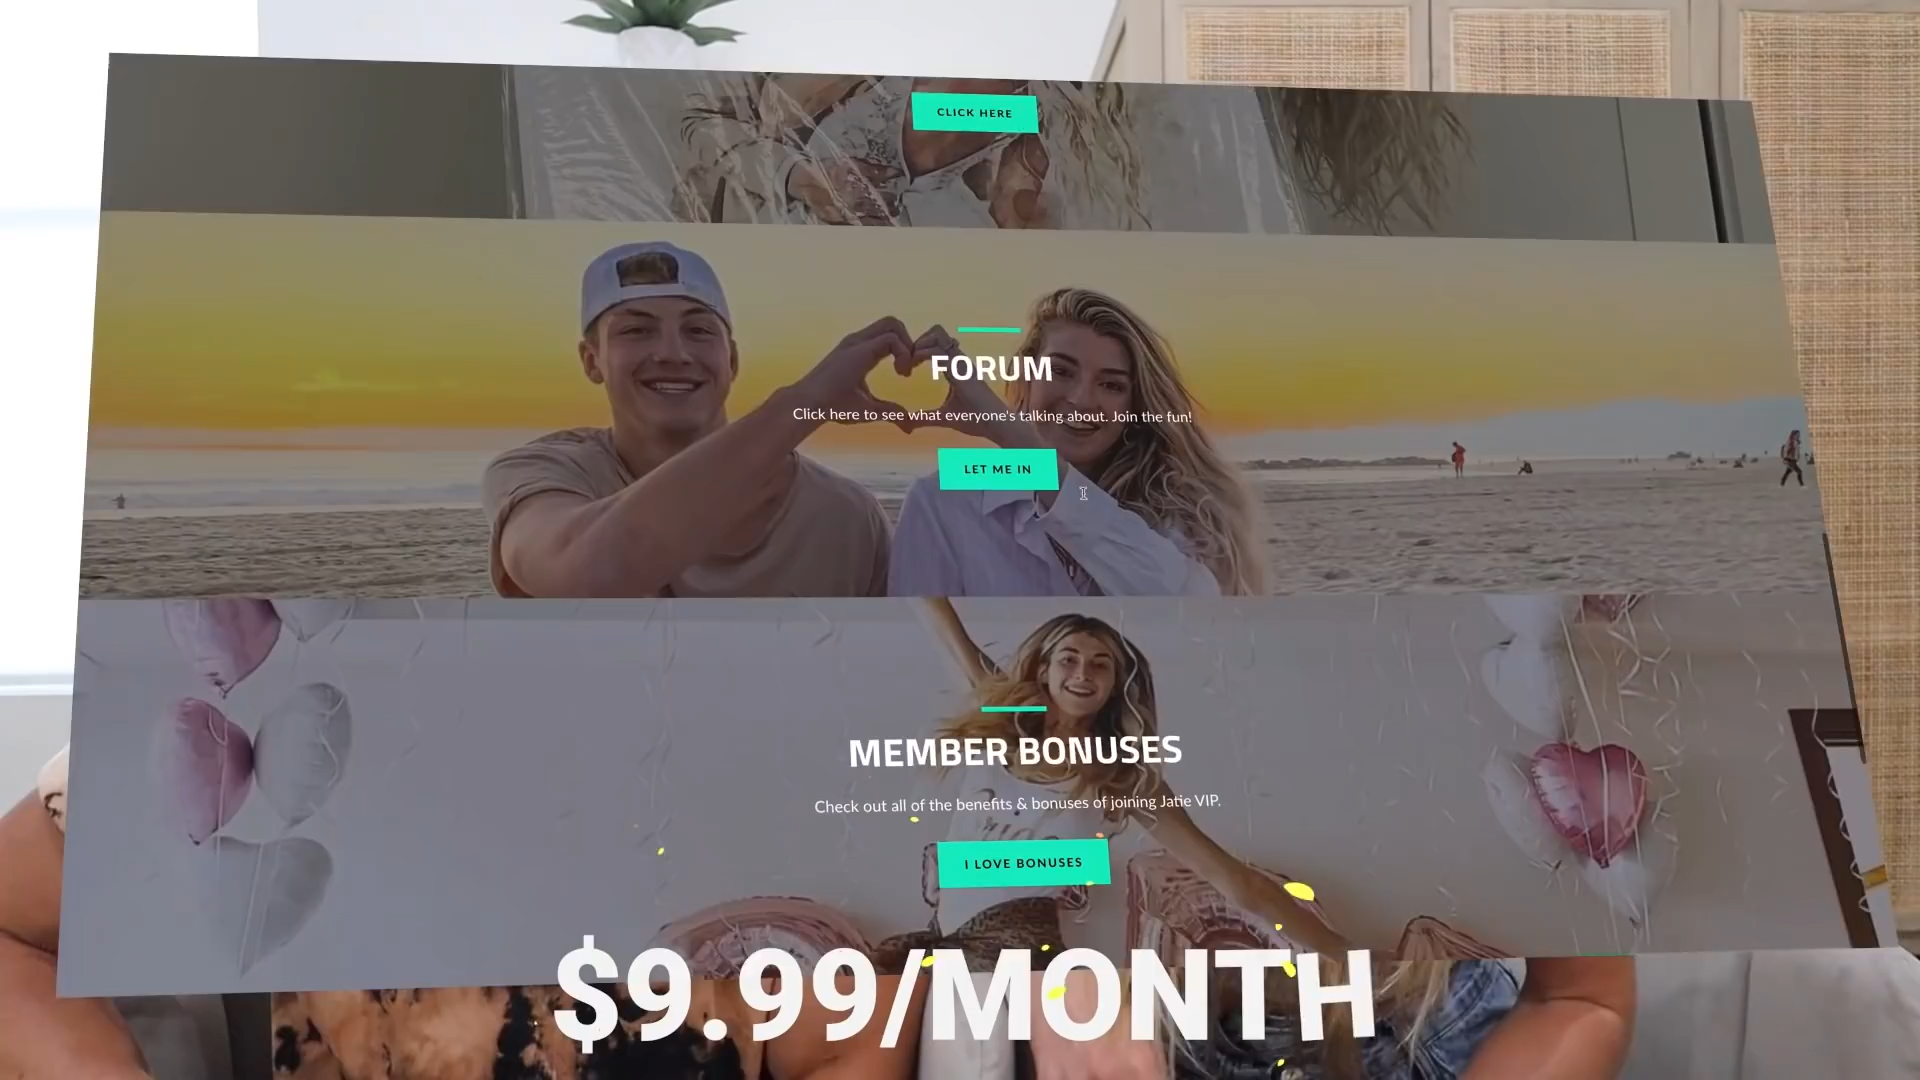 CLICK HERE
FORUM
Click here to see what everyone's talking about. Join the fun!
LET ME IN
MEMBER BONUSES
Check out all of the benefits & bonuses of joining Jatie VIP.
I LOVE BONUSES
$9.99/MONTH